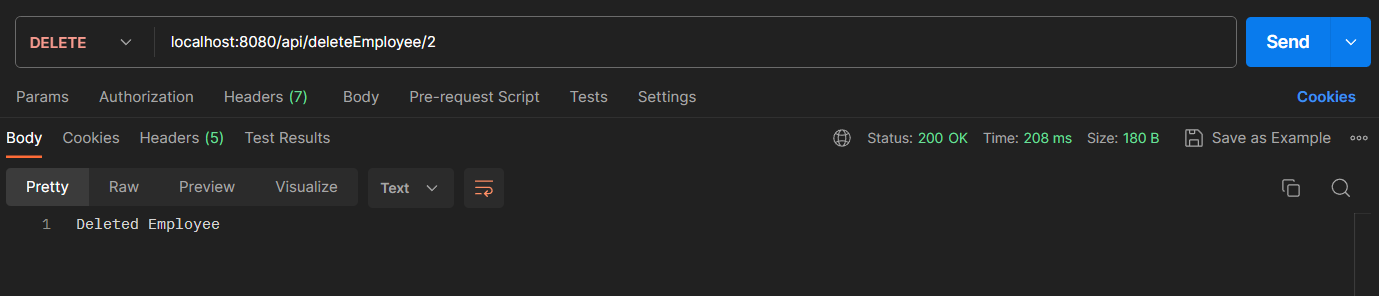 DELETE localhost:8080/api/deleteEmployee/2 Send
Params Authorization Headers (7) Body Pre-request Script Tests Settings Cookies
Body Cookies Headers (5) Test Results Status: 200 OK Time: 208 ms Size: 180 B Save as Example
Pretty Raw Preview Visualize Text
1 Deleted Employee